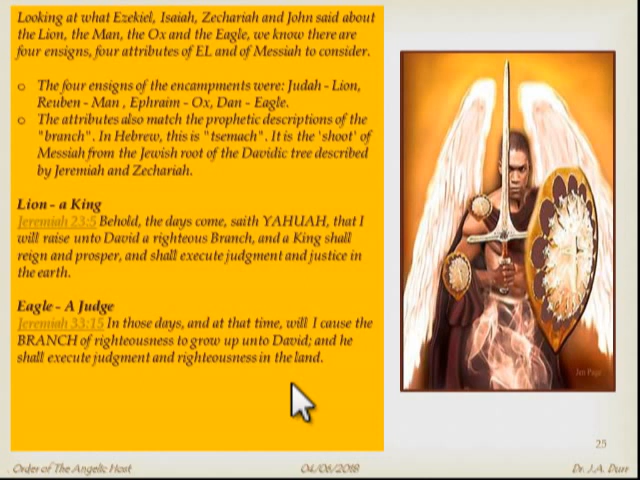 Looking at what Ezekiel, Isaiah, Zechariah and John said about
the Lion, the Man, the Ox and the Eagle, we know there are
four ensigns, four attributes of EL and of Messiah to consider.
o The four ensigns of the encampments were: Judah - Lion,
Reuben - Man , Ephraim - Ox, Dan - Eagle.
o The attributes also match the prophetic descriptions of the
"branch". In Hebrew, this is "tsemach". It is the 'shoot' of
Messiah from the Jewish root of the Davidic tree described
by Jeremiah and Zechariah.
Lion - a King
Jeremiah 23:5 Behold, the days come, saith YAHUAH, that I
will raise unto David a righteous Branch, and a King shall
reign and prosper, and shall execute judgment and justice in
the earth.
Eagle - A Judge
Jeremiah 33:15 In those days, and at that time, will I cause the
BRANCH of righteousness to grow up unto David; and he
shall execute judgment and righteousness in the land.
25
Order of The Angelic Host 04/06/2018 Dr. J.A. Durr